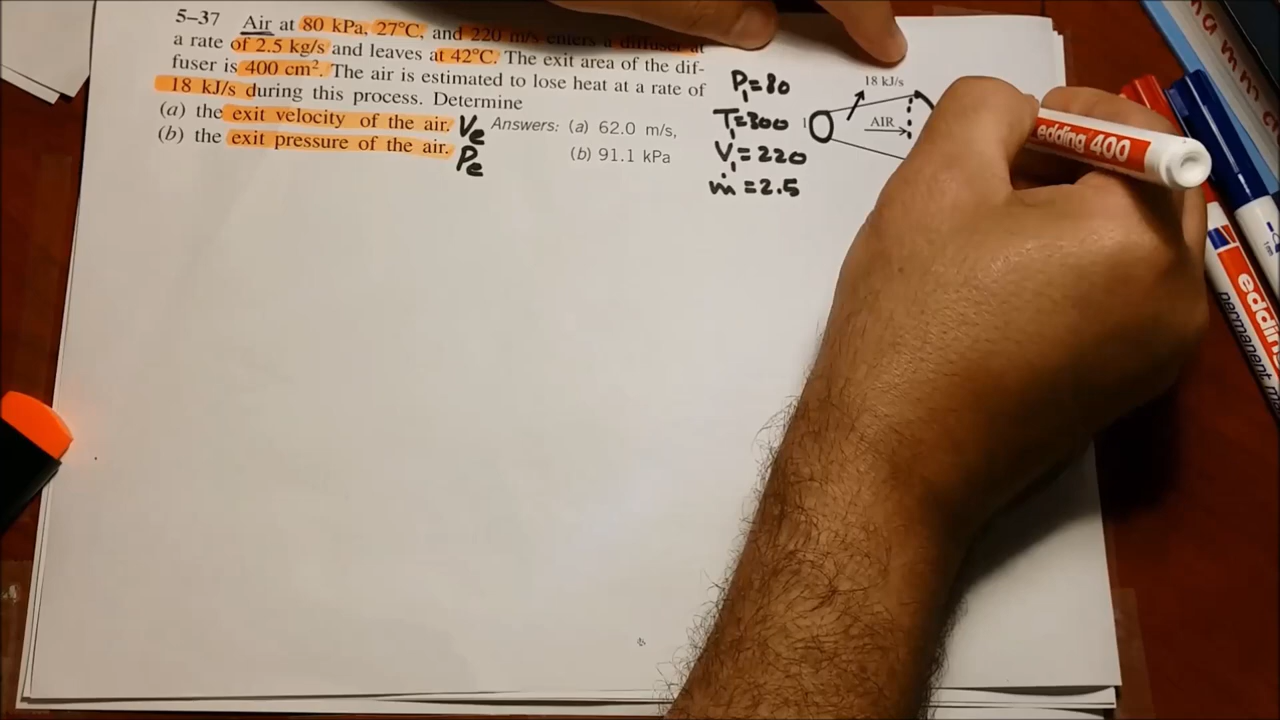 5–37 Air at 80 kPa, 27°C, and 220 m/s enters a diffuser at
a rate of 2.5 kg/s and leaves at 42°C. The exit area of the dif-
fuser is 400 cm². The air is estimated to lose heat at a rate of
18 kJ/s during this process. Determine
(a) the exit velocity of the air. Ve Answers: (a) 62.0 m/s,
(b) the exit pressure of the air. Pe (b) 91.1 kPa
P₁=80
T₁=300
V₁=220
ṁ=2.5
18 kJ/s
1
AIR
edding 400
edding
permanent